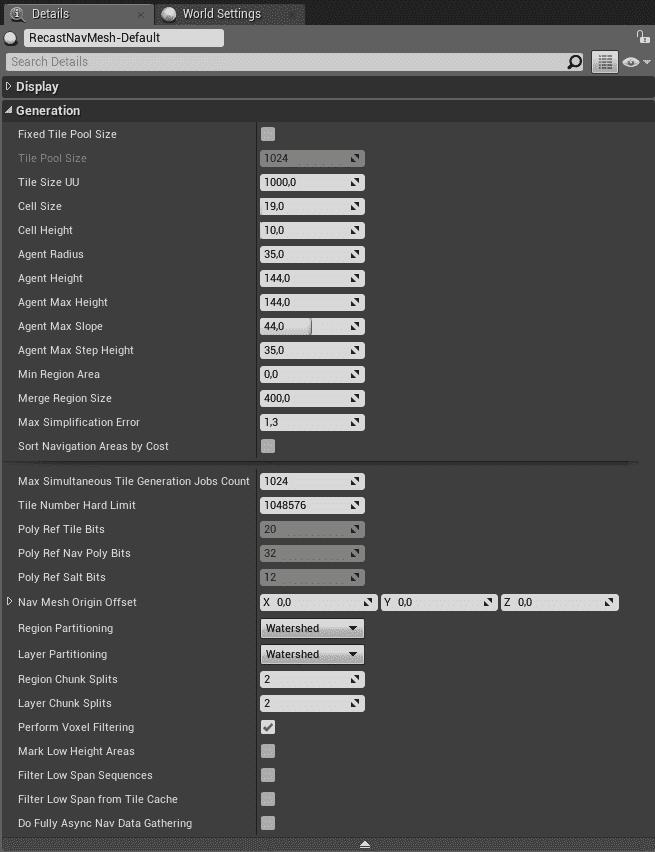 Details
World Settings
RecastNavMesh-Default
Search Details
Display
Generation
Fixed Tile Pool Size
Tile Pool Size 1024
Tile Size UU 1000,0
Cell Size 19,0
Cell Height 10,0
Agent Radius 35,0
Agent Height 144,0
Agent Max Height 144,0
Agent Max Slope 44,0
Agent Max Step Height 35,0
Min Region Area 0,0
Merge Region Size 400,0
Max Simplification Error 1,3
Sort Navigation Areas by Cost
Max Simultaneous Tile Generation Jobs Count 1024
Tile Number Hard Limit 1048576
Poly Ref Tile Bits 20
Poly Ref Nav Poly Bits 32
Poly Ref Salt Bits 12
Nav Mesh Origin Offset X 0,0 Y 0,0 Z 0,0
Region Partitioning Watershed
Layer Partitioning Watershed
Region Chunk Splits 2
Layer Chunk Splits 2
Perform Voxel Filtering
Mark Low Height Areas
Filter Low Span Sequences
Filter Low Span from Tile Cache
Do Fully Async Nav Data Gathering